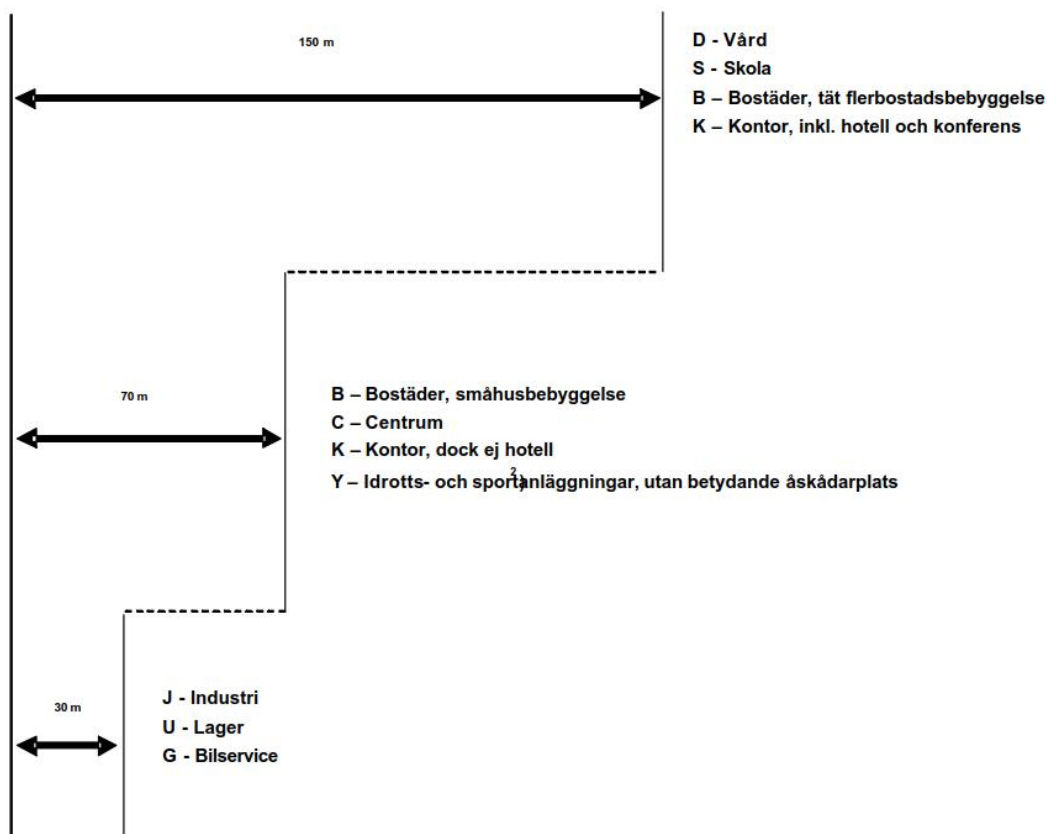 150 m
D - Vård
S - Skola
B – Bostäder, tät flerbostadsbebyggelse
K – Kontor, inkl. hotell och konferens
70 m
B – Bostäder, småhusbebyggelse
C – Centrum
K – Kontor, dock ej hotell
Y – Idrotts- och sportanläggningar, utan betydande åskådarplats 2)
30 m
J - Industri
U - Lager
G - Bilservice